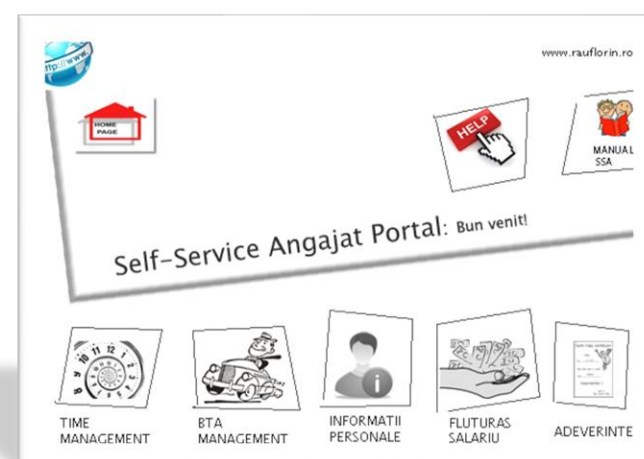 http://www.
www.rauflorin.ro
HOME
PAGE
HELP
MANUAL
SSA
Self-Service Angajat Portal: Bun venit!
TIME
MANAGEMENT
BTA
MANAGEMENT
INFORMATII
PERSONALE
FLUTURAS
SALARIU
ADEVERINTE